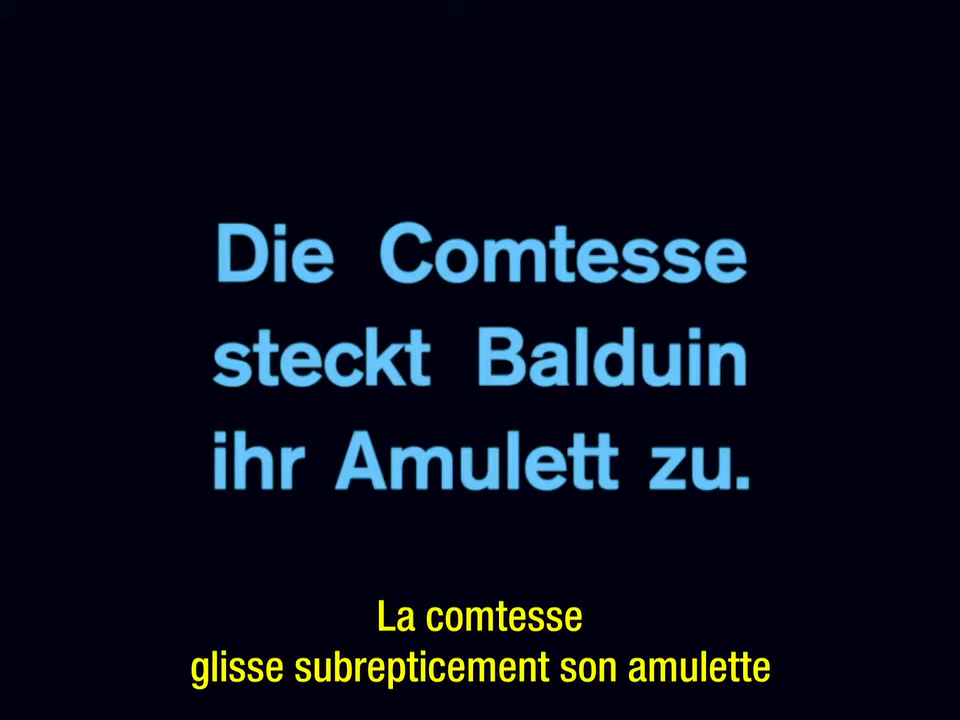 Die Comtesse
steckt Balduin
ihr Amulett zu.
La comtesse
glisse subrepticement son amulette